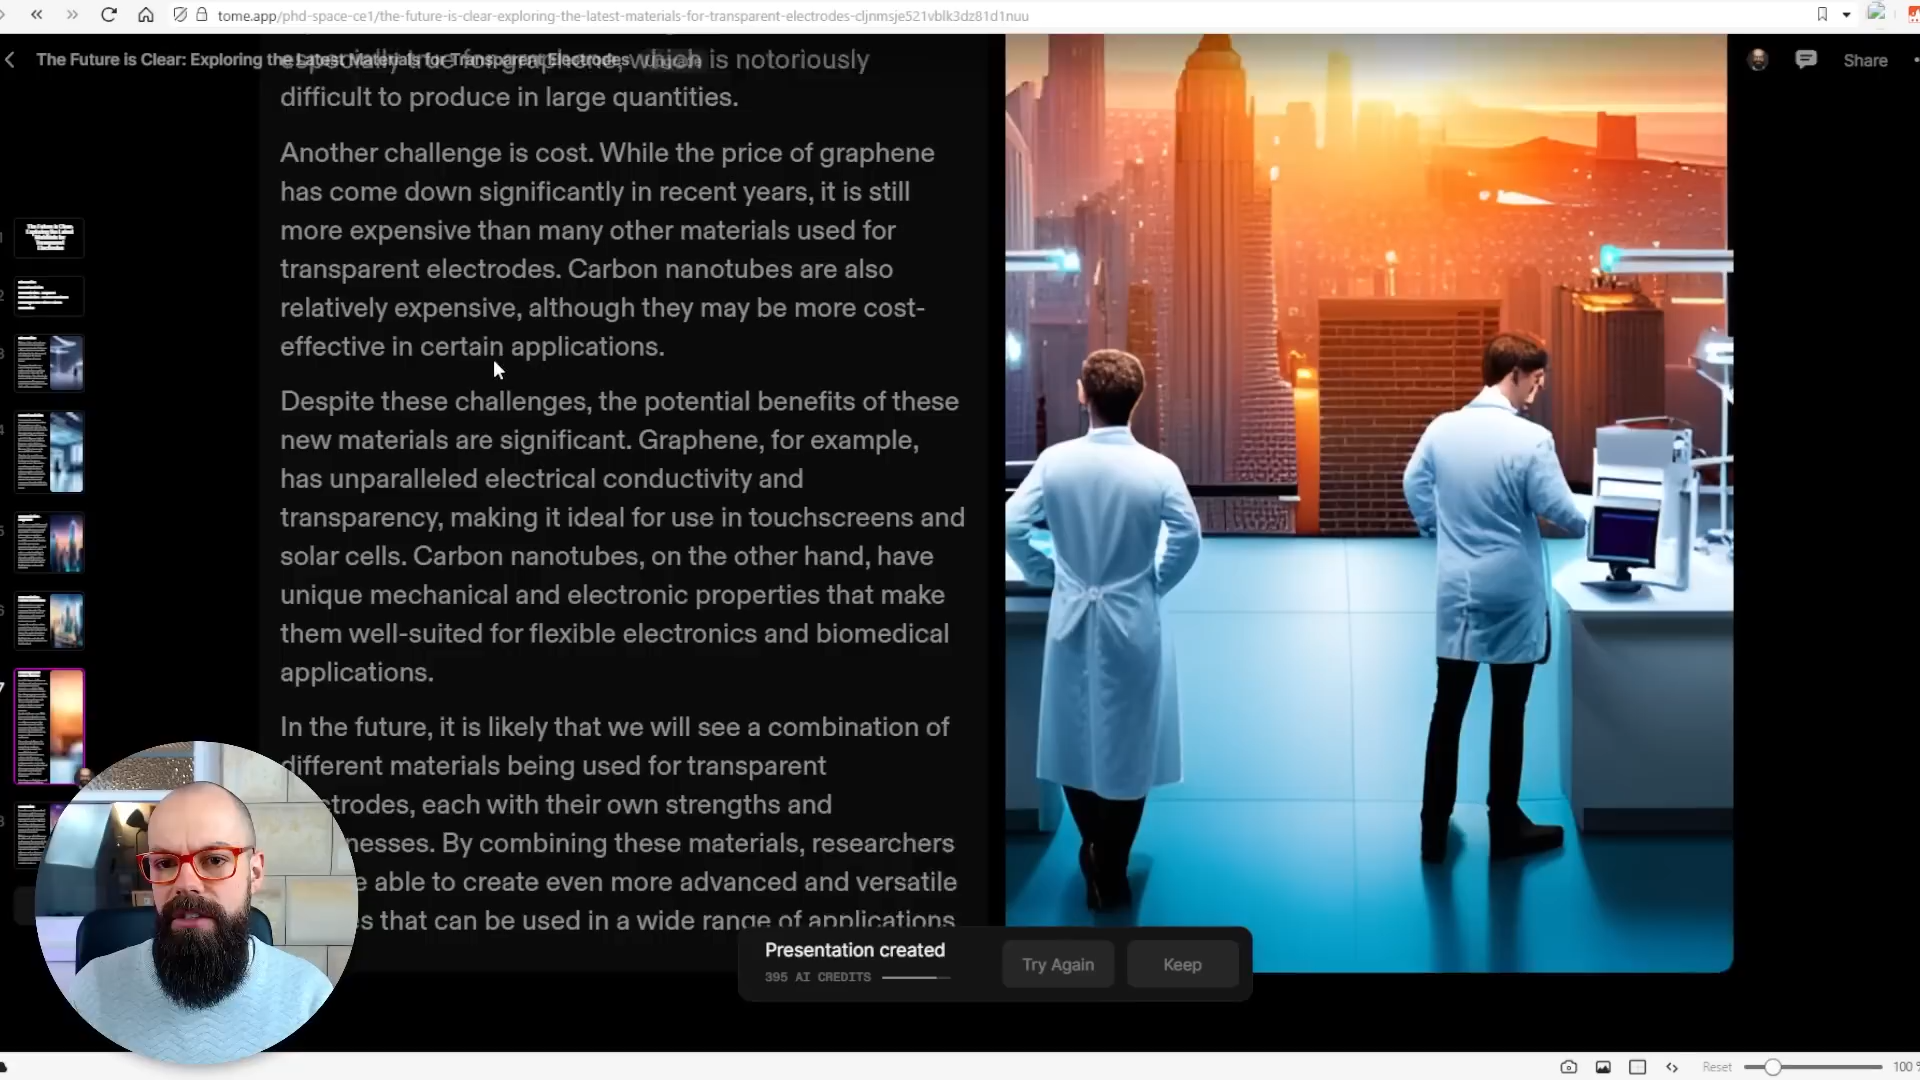 tome.app/phd-space-ce1/the-future-is-clear-exploring-the-latest-materials-for-transparent-electrodes-cljnmsje521vblk3dz81d1nuu
The Future is Clear: Exploring the Latest Materials for Transparent Electrodes
Share
especially true for graphene, which is notoriously
difficult to produce in large quantities.
Another challenge is cost. While the price of graphene
has come down significantly in recent years, it is still
more expensive than many other materials used for
transparent electrodes. Carbon nanotubes are also
relatively expensive, although they may be more cost-
effective in certain applications.
Despite these challenges, the potential benefits of these
new materials are significant. Graphene, for example,
has unparalleled electrical conductivity and
transparency, making it ideal for use in touchscreens and
solar cells. Carbon nanotubes, on the other hand, have
unique mechanical and electronic properties that make
them well-suited for flexible electronics and biomedical
applications.
In the future, it is likely that we will see a combination of
different materials being used for transparent
trodes, each with their own strengths and
nesses. By combining these materials, researchers
e able to create even more advanced and versatile
s that can be used in a wide range of applications
Presentation created
395 AI CREDITS
Try Again
Keep
Reset
100